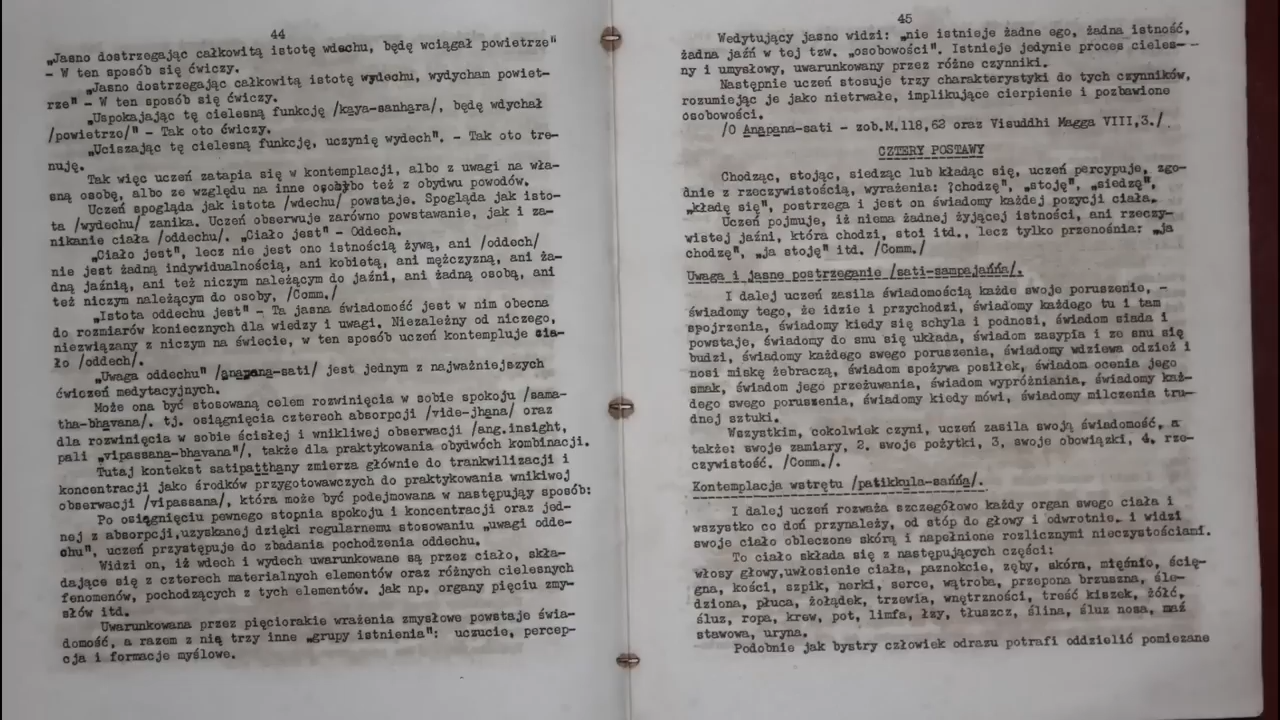 44
„Jasno dostrzegając całkowitą istotę wdechu, będę wciągał powietrze"
- W ten sposób się ćwiczy.
„Jasno dostrzegając całkowitą istotę wydechu, wydycham powiet-
rze" - W ten sposób się ćwiczy.
„Uspokajając tę cielesną funkcję /kaya-sanhara/, będę wdychał
/powietrze/" - Tak oto ćwiczy.
„Uciszając tę cielesną funkcję, uczynię wydech". - Tak oto tre-
nuję.
Tak więc uczeń zatapia się w kontemplacji, albo z uwagi na wła-
sną osobę, albo ze względu na inne też z obydwu powodów.
Uczeń spogląda jak istota /wdechu/ powstaje. Spogląda jak isto-
ta /wydechu/ zanika. Uczeń obserwuje zarówno powstawanie, jak i za-
nikanie ciała /oddechu/. „Ciało jest" - Oddech.
„Ciało jest", lecz nie jest ono istnością żywą, ani /oddech/
nie jest żadną indywidualnością, ani kobietą, ani mężczyzną, ani ża-
dną jaźnią, ani też niczym należącym do jaźni, ani żadną osobą, ani
też niczym należącym do osoby, /Comm./
„Istota oddechu jest" - Ta jasna świadomość jest w nim obecna
do rozmiarów koniecznych dla wiedzy i uwagi. Niezależny od niczego,
niezwiązany z niczym na świecie, w ten sposób uczeń kontempluje cia-
ło /oddech/.
„Uwaga oddechu" /anapana-sati/ jest jednym z najważniejszych
ćwiczeń medytacyjnych.
Może ona być stosowaną celem rozwinięcia w sobie spokoju /sama-
tha-bhavana/. tj. osiągnięcia czterech absorpcji /vide-jhana/ oraz
dla rozwinięcia w sobie ścisłej i wnikliwej obserwacji /ang.insight,
pali „vipassana-bhavana"/, także dla praktykowania obydwóch kombinacji.
Tutaj kontekst satipatthany zmierza głównie do trankwilizacji i
koncentracji jako środków przygotowawczych do praktykowania wnikiwej
obserwacji /vipassana/, która może być podejmowana w następujący sposób:
Po osiągnięciu pewnego stopnia spokoju i koncentracji oraz jed-
nej z absorpcji,uzyskanej dzięki regularnemu stosowaniu „uwagi odde-
chu", uczeń przystępuje do zbadania pochodzenia oddechu.
Widzi on, iż wdech i wydech uwarunkowane są przez ciało, skła-
dające się z czterech materialnych elementów oraz różnych cielesnych
fenomenów, pochodzących z tych elementów. jak np. organy pięciu zmy-
słów itd.
Uwarunkowana przez pięciorakie wrażenia zmysłowe powstaje świa-
domość, a razem z nią trzy inne „grupy istnienia": uczucie, percep-
cja i formacje myślowe.
45
Wedytujący jasno widzi: „nie istnieje żadne ego, żadna istność,
żadna jaźń w tej tzw. „osobowości". Istnieje jedynie proces cieles--
ny i umysłowy, uwarunkowany przez różne czynniki.
Następnie uczeń stosuje trzy charakterystyki do tych czynników,
rozumiejąc je jako nietrwałe, implikujące cierpienie i pozbawione
osobowości.
/O Anapana-sati - zob.M.118,62 oraz Visuddhi Magga VIII,3./.
CZTERY POSTAWY
Chodząc, stojąc, siedząc lub kładąc się, uczeń percypuje, zgo-
dnie z rzeczywistością, wyrażenia: ?chodzę", „stoję", „siedzę",
„kładę się", postrzega i jest on świadomy każdej pozycji ciała.
Uczeń pojmuje, iż niema żadnej żyjącej istności, ani rzeczy-
wistej jaźni, która chodzi, stoi itd., lecz tylko przenośnia: „ja
chodzę", „ja stoję" itd. /Comm./
Uwaga i jasne postrzeganie /sati-sampajańńa/.
I dalej uczeń zasila świadomością każde swoje poruszenie, -
świadomy tego, że idzie i przychodzi, świadomy każdego tu i tam
spojrzenia, świadomy kiedy się schyla i podnosi, świadom siada i
powstaje, świadomy do snu się układa, świadom zasypia i ze snu się
budzi, świadomy każdego swego poruszenia, świadomy wdziewa odzież i
nosi miskę żebraczą, świadom spożywa posiłek, świadom ocenia jego
smak, świadom jego przeżuwania, świadom wypróżniania, świadomy każ-
dego swego poruszenia, świadomy kiedy mówi, świadomy milczenia tru-
dnej sztuki.
Wszystkim, cokolwiek czyni, uczeń zasila swoją świadomość, a
także: swoje zamiary, 2. swoje pożytki, 3. swoje obowiązki, 4. rze-
czywistość. /Comm./.
Kontemplacja wstrętu /patikkula-sańńa/.
I dalej uczeń rozważa szczegółowo każdy organ swego ciała i
wszystko co doń przynależy, od stóp do głowy i odwrotnie. i widzi
swoje ciało obleczone skórą i napełnione rozlicznymi nieczystościami.
To ciało składa się z następujących części:
włosy głowy,uwłosienie ciała, paznokcie, zęby, skóra, mięśnie, ścię-
gna, kości, szpik, nerki, serce, wątroba, przepona brzuszna, śle-
dziona, płuca, żołądek, trzewia, wnętrzności, treść kiszek, żółć,
śluz, ropa, krew, pot, limfa, łzy, tłuszcz, ślina, śluz nosa, maź
stawowa, uryna.
Podobnie jak bystry człowiek odrazu potrafi oddzielić pomieszane